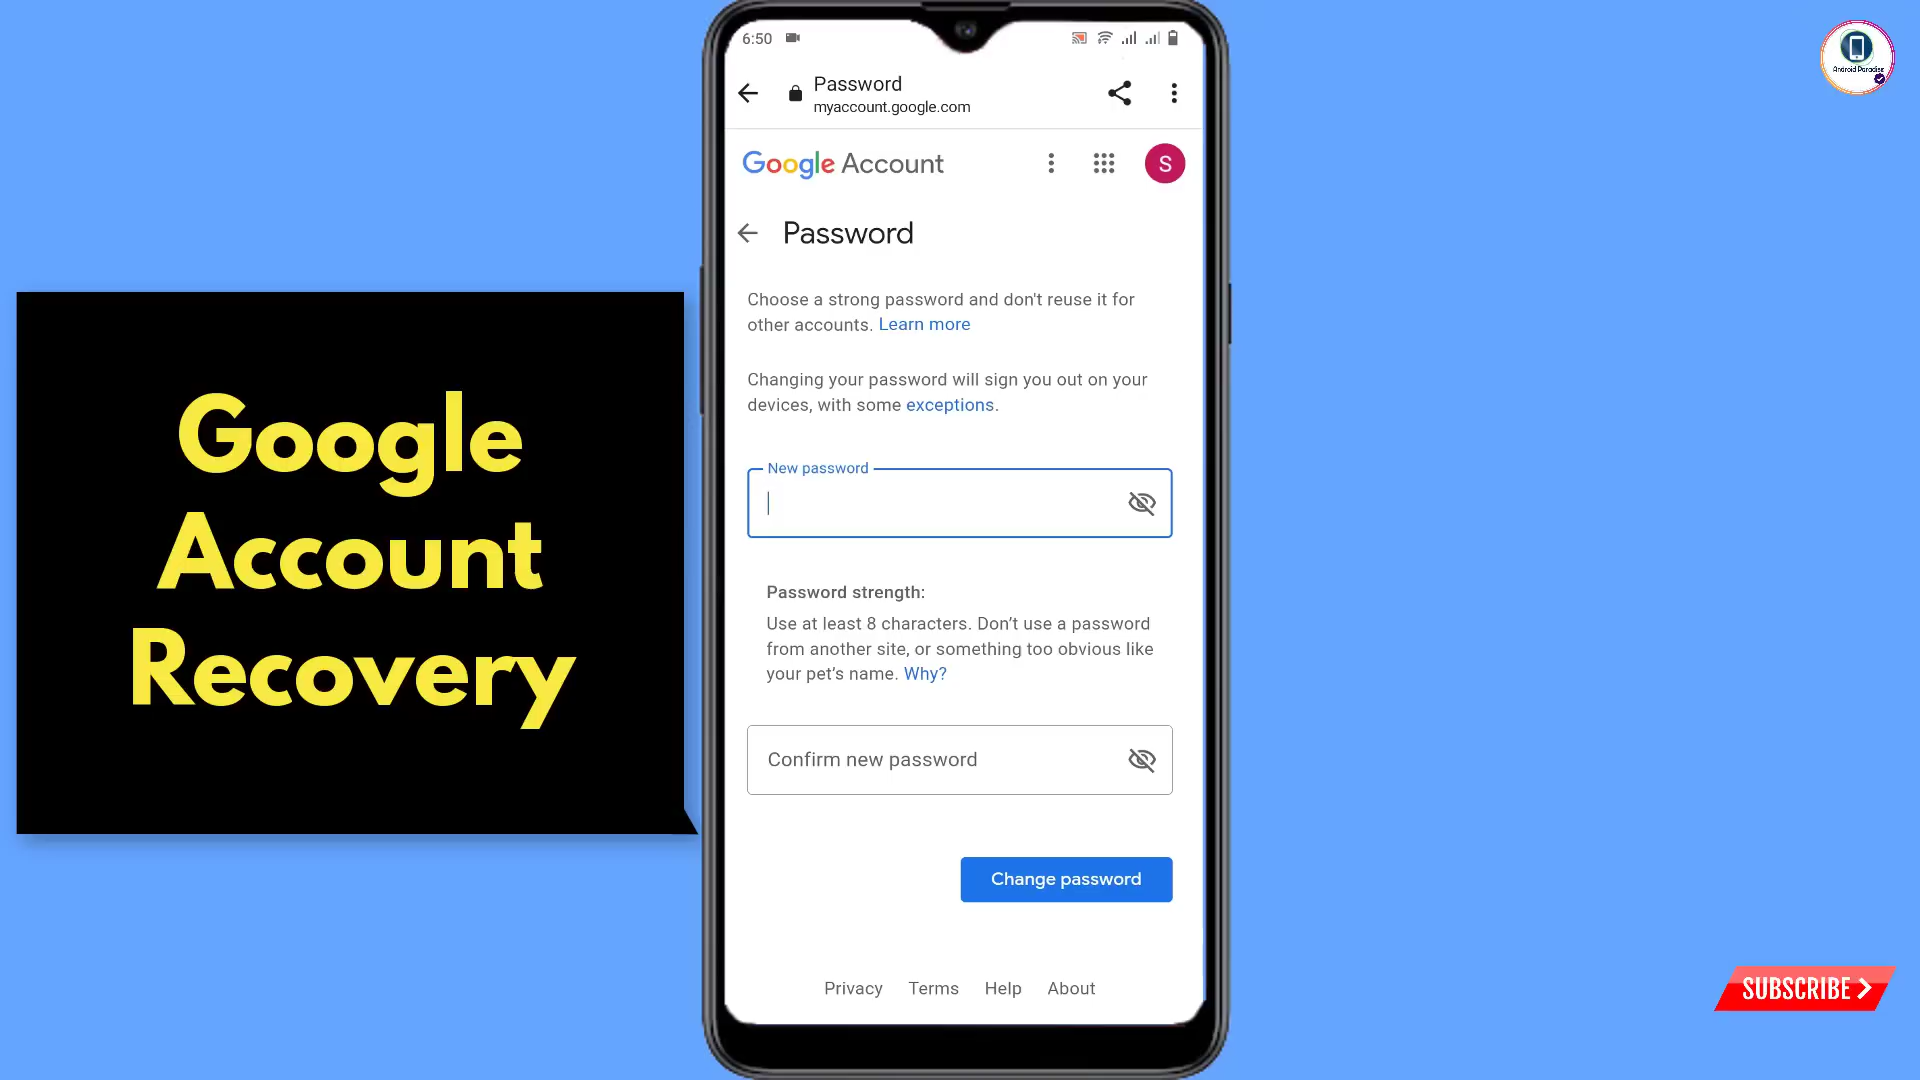 6:50
Password
myaccount.google.com
Google Account
S
Password
Choose a strong password and don't reuse it for
other accounts. Learn more
Changing your password will sign you out on your
devices, with some exceptions.
New password
Password strength:
Use at least 8 characters. Don’t use a password
from another site, or something too obvious like
your pet’s name. Why?
Confirm new password
Change password
Privacy Terms Help About
Google
Account
Recovery
Android Paradise
SUBSCRIBE